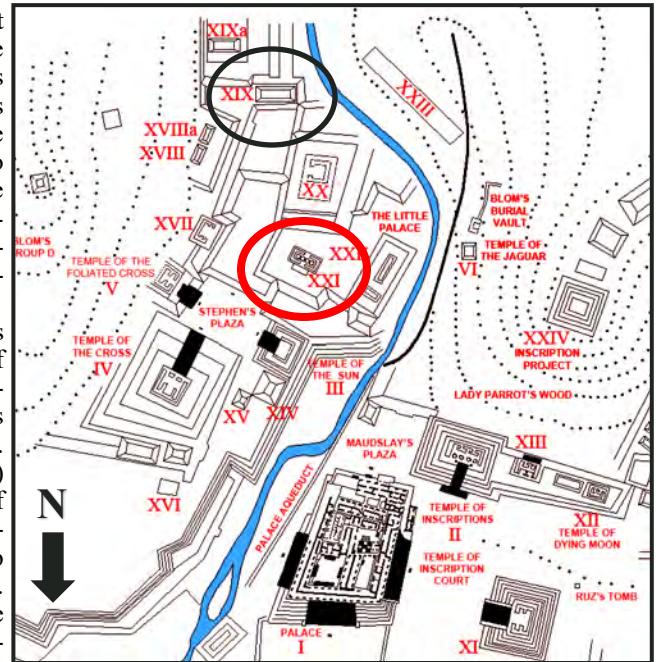 XIXa
XIX
XXIII
XVIIIa
XVIII
XX
XVII
THE LITTLE
PALACE
BLOM'S
BURIAL
VAULT
VI
TEMPLE OF
THE JAGUAR
XXI
TEMPLE OF THE
FOLIATED CROSS
V
STEPHEN'S
PLAZA
XXIV
INSCRIPTION
PROJECT
TEMPLE OF
THE CROSS
IV
TEMPLE OF
THE SUN
III
LADY PARROT'S WOOD
XV
XIV
MAUDSLAY'S
PLAZA
XIII
XVI
N
PALACE AQUEDUCT
TEMPLE OF
INSCRIPTIONS
II
XII
TEMPLE OF
DYING MOON
TEMPLE OF
INSCRIPTION
COURT
RUZ's TOMB
PALACE
I
XI